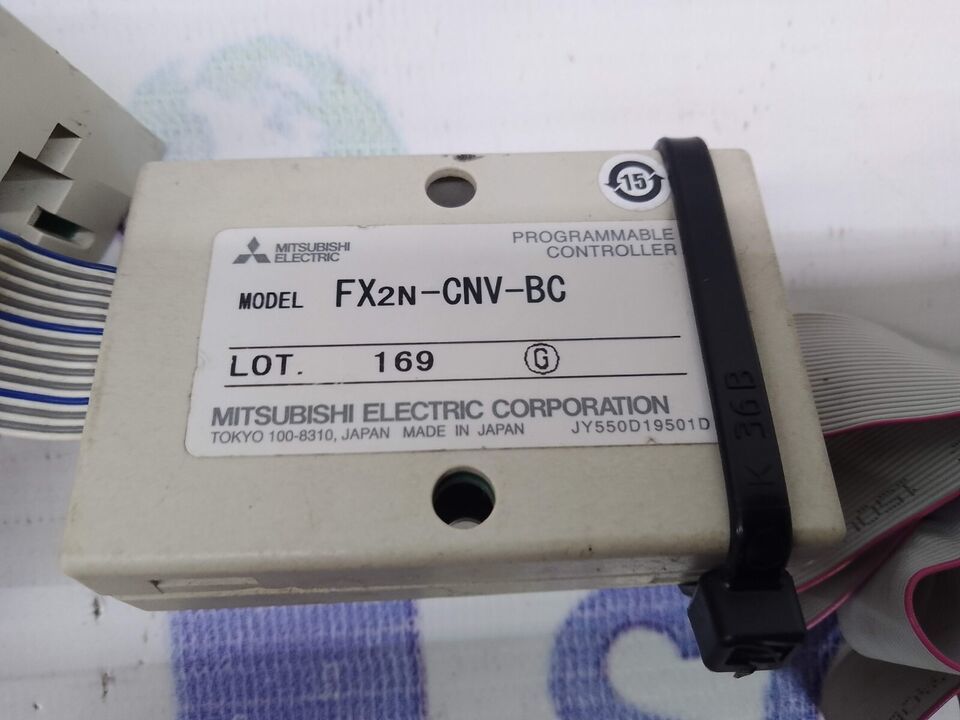 15
MITSUBISHI
ELECTRIC
PROGRAMMABLE
CONTROLLER
MODEL FX2N-CNV-BC
LOT. 169 G
MITSUBISHI ELECTRIC CORPORATION
TOKYO 100-8310, JAPAN MADE IN JAPAN JY550D19501D
36B
K